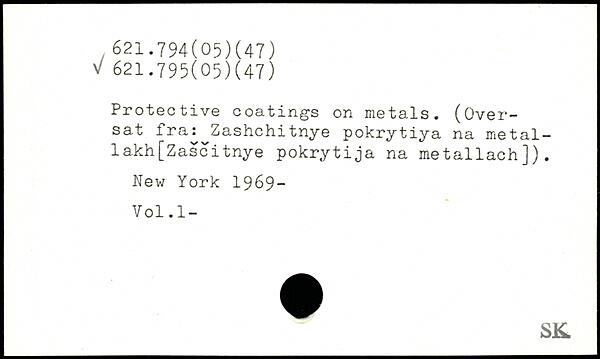 621.794(05)(47)
√ 621.795(05)(47)
Protective coatings on metals. (Over-
sat fra: Zashchitnye pokrytiya na metal-
lakh[Zaščitnye pokrytija na metallach]).
New York 1969-
Vol.1-
SK